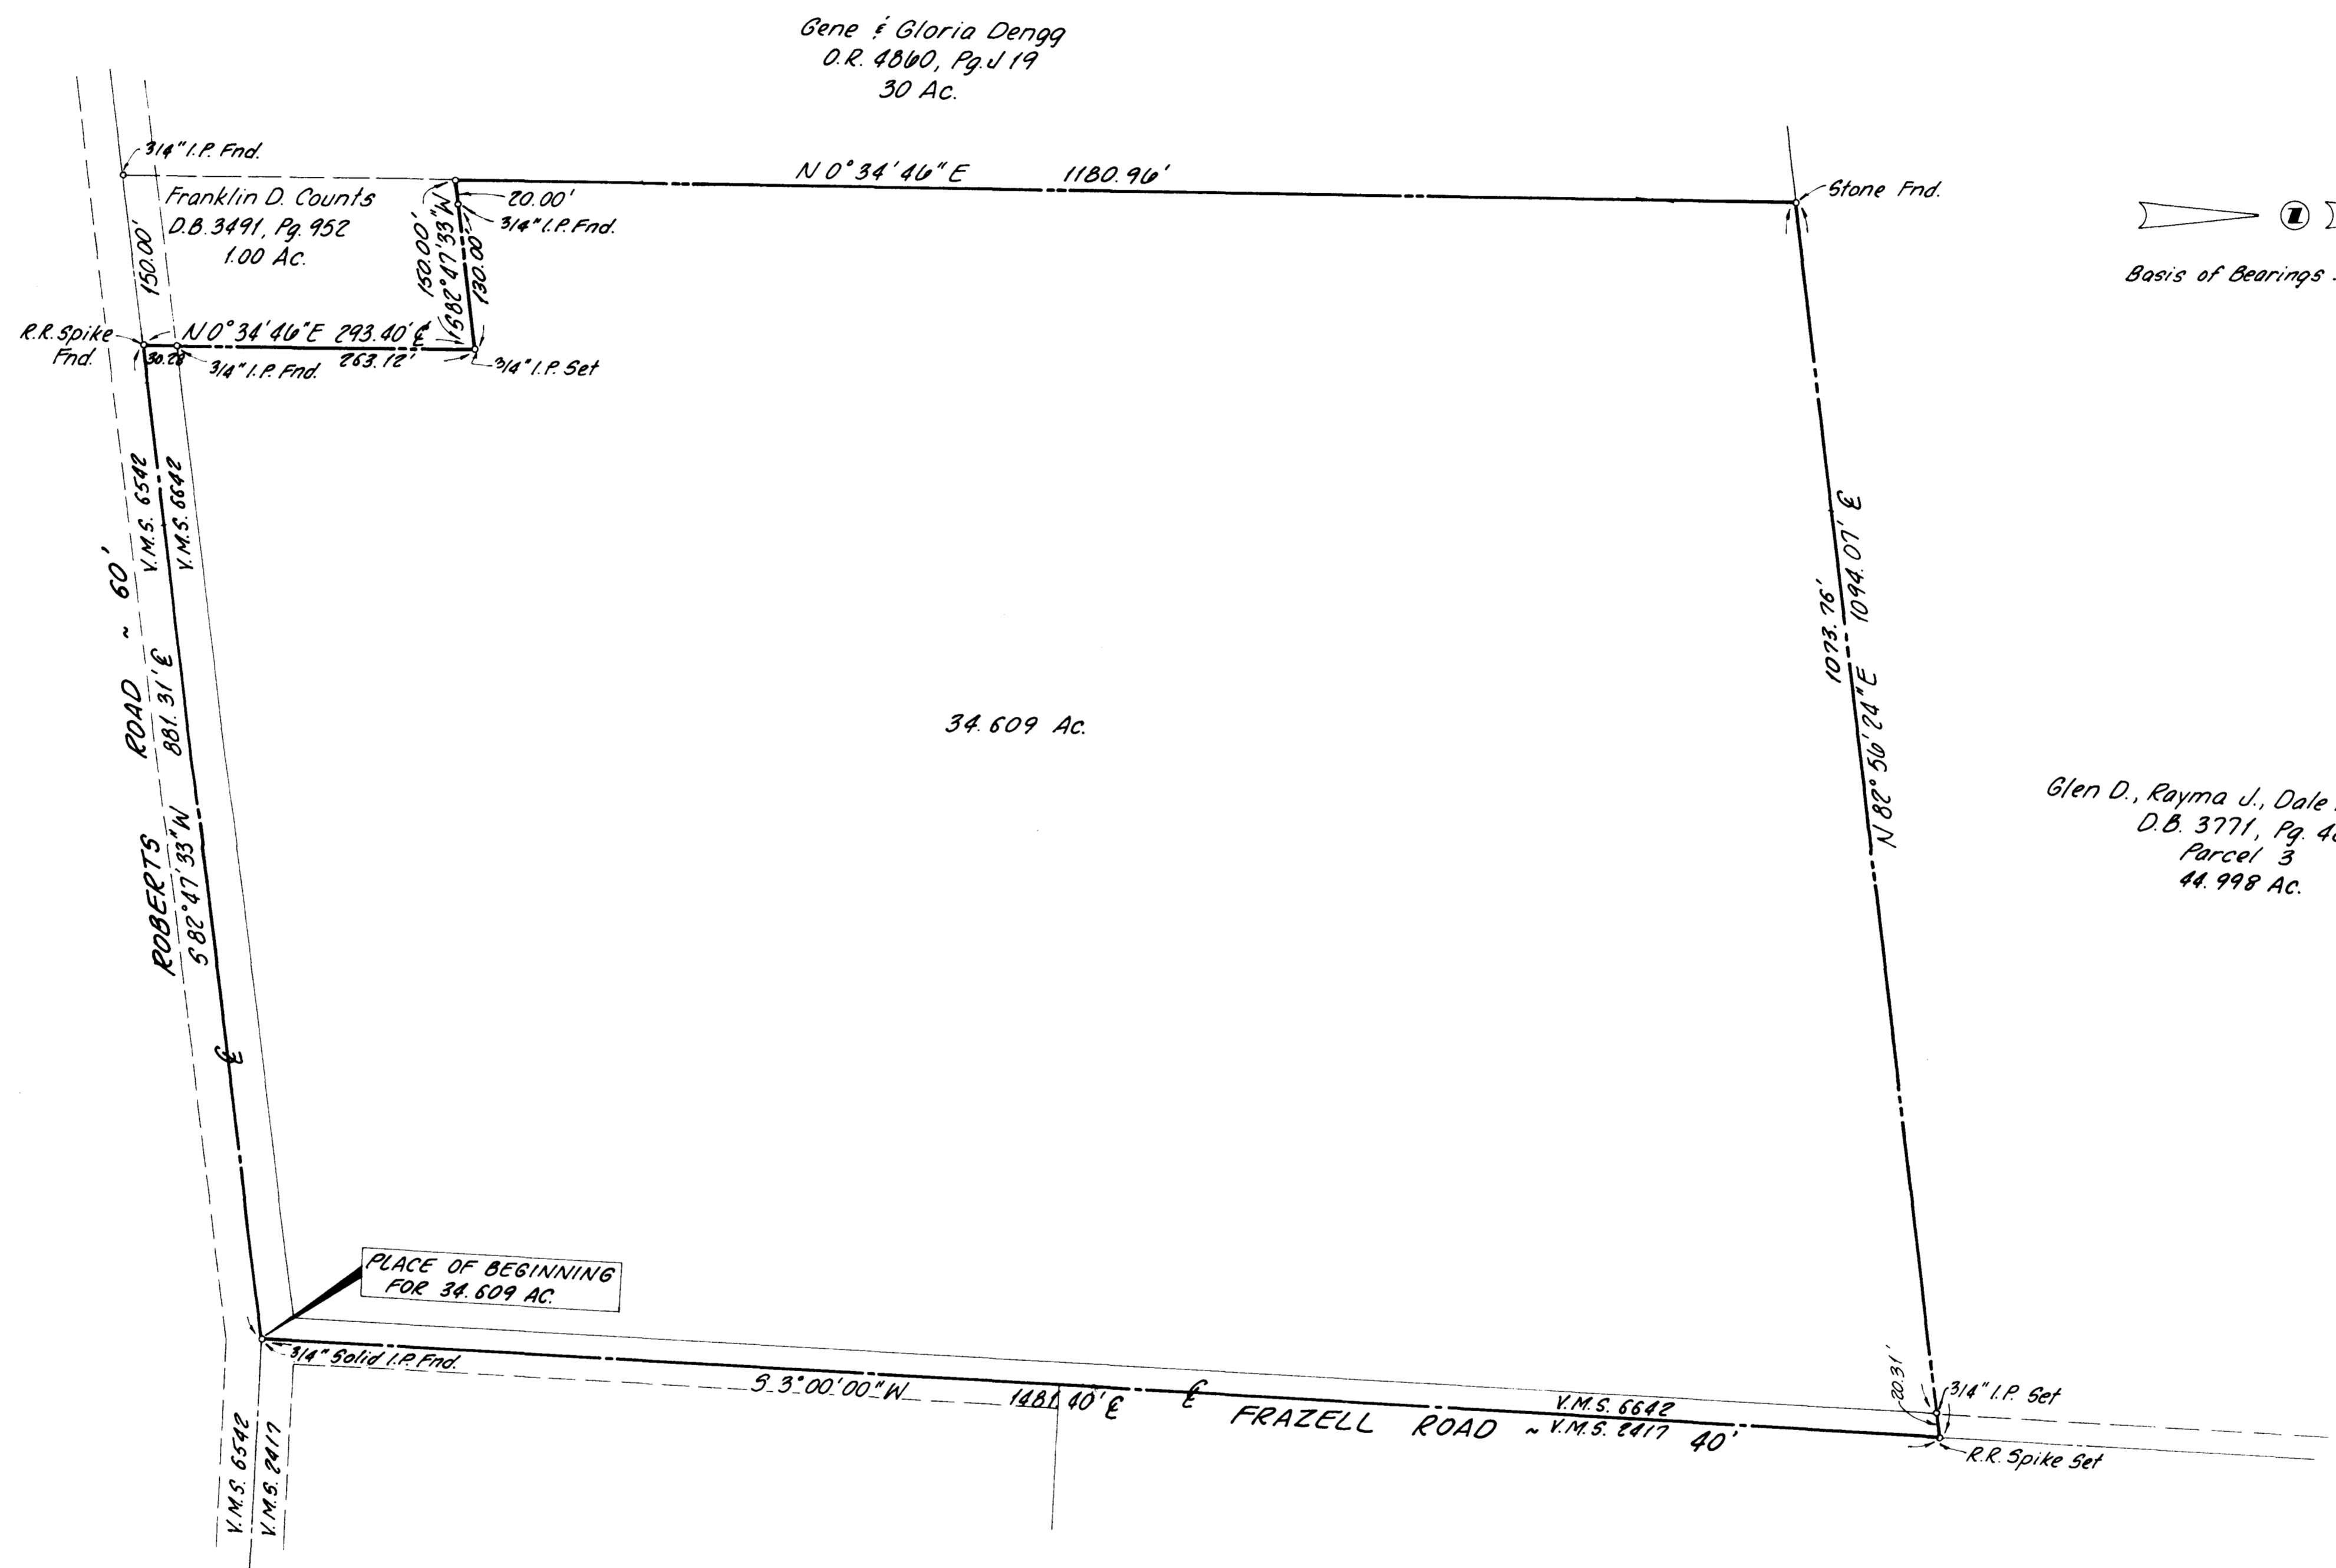 Gene & Gloria Dengg
O.R. 4860, Pg. J 19
30 Ac.
3/4" I.P. Fnd.
N 0° 34' 46" E 1180.96'
Stone Fnd.
Franklin D. Counts
D.B. 3491, Pg. 952
1.00 Ac.
150.00'
150.00'
S 82° 47' 33" W
20.00'
3/4" I.P. Fnd.
130.00'
Basis of Bearings
R.R. Spike
Fnd.
N 0° 34' 46" E 293.40' ℄
30.28
3/4" I.P. Fnd.
263.12'
3/4" I.P. Set
V.M.S. 6542
V.M.S. 6642
ROBERTS ROAD ~ 60'
S 82° 47' 33" W 881.31' ℄
℄
34.609 Ac.
1073.76'
N 82° 56' 24" E 1094.07' ℄
Glen D., Rayma J., Dale
D.B. 3771, Pg.
Parcel 3
44.998 Ac.
PLACE OF BEGINNING
FOR 34.609 AC.
3/4" Solid I.P. Fnd.
S 3° 00' 00" W 1481.40' ℄
℄
FRAZELL ROAD ~ 40'
V.M.S. 6642
V.M.S. 2417
20.31'
3/4" I.P. Set
R.R. Spike Set
V.M.S. 6542
V.M.S. 2417